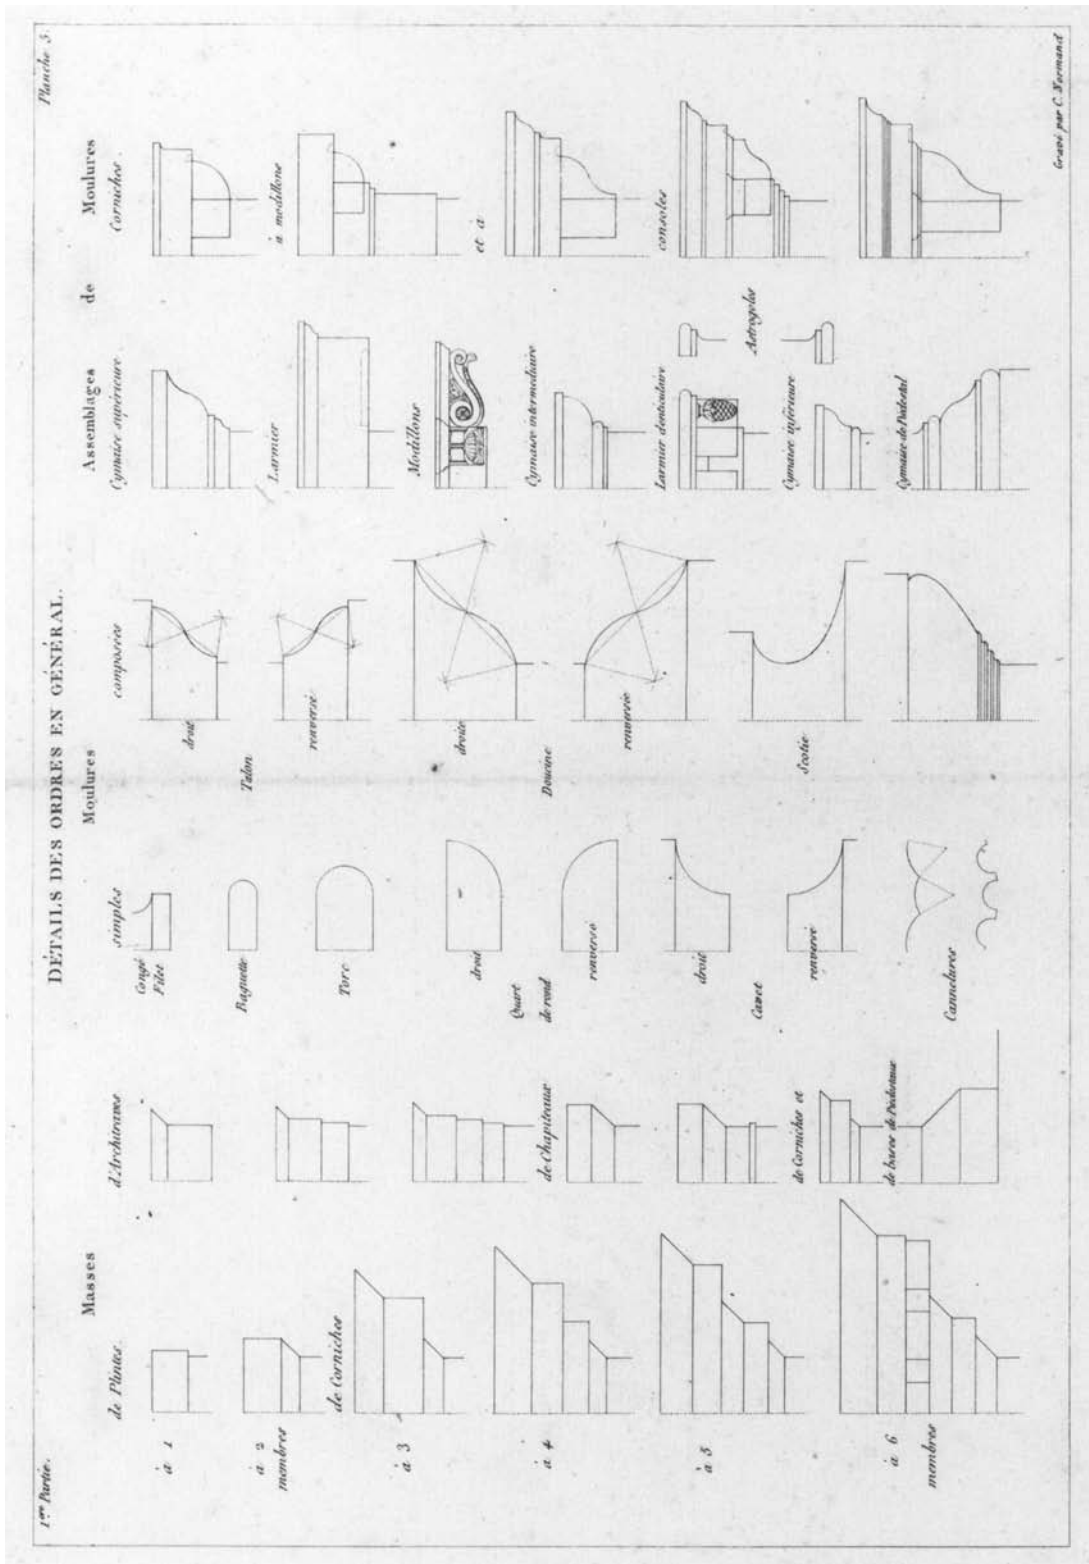 1ere Partie.
Planche 3.
DÉTAILS DES ORDRES EN GÉNÉRAL.
Masses
Moulures
Assemblages de Moulures
de Plintes.
d'Architraves
simples
composées
Cymaise supérieure.
Corniches.
à 1
à 2
membres
de Corniches
à 3
à 4
à 5
à 6
membres
de Chapiteaux
de Corniches et
de bases de Piédestaux
Congé
Filet
Baguette
Tore
droit
Quart
de rond
renversé
droit
Cavet
renversé
Cannelures
droit
Talon
renversé
droite
Doucine
renversée
Scotie
Larmier
Modillons
Cymaise intermédiaire
Larmier denticulaire
Astragales
Cymaise inférieure
Cymaise de Piédestal
à modillons
et à
consoles
Gravé par C. Normand